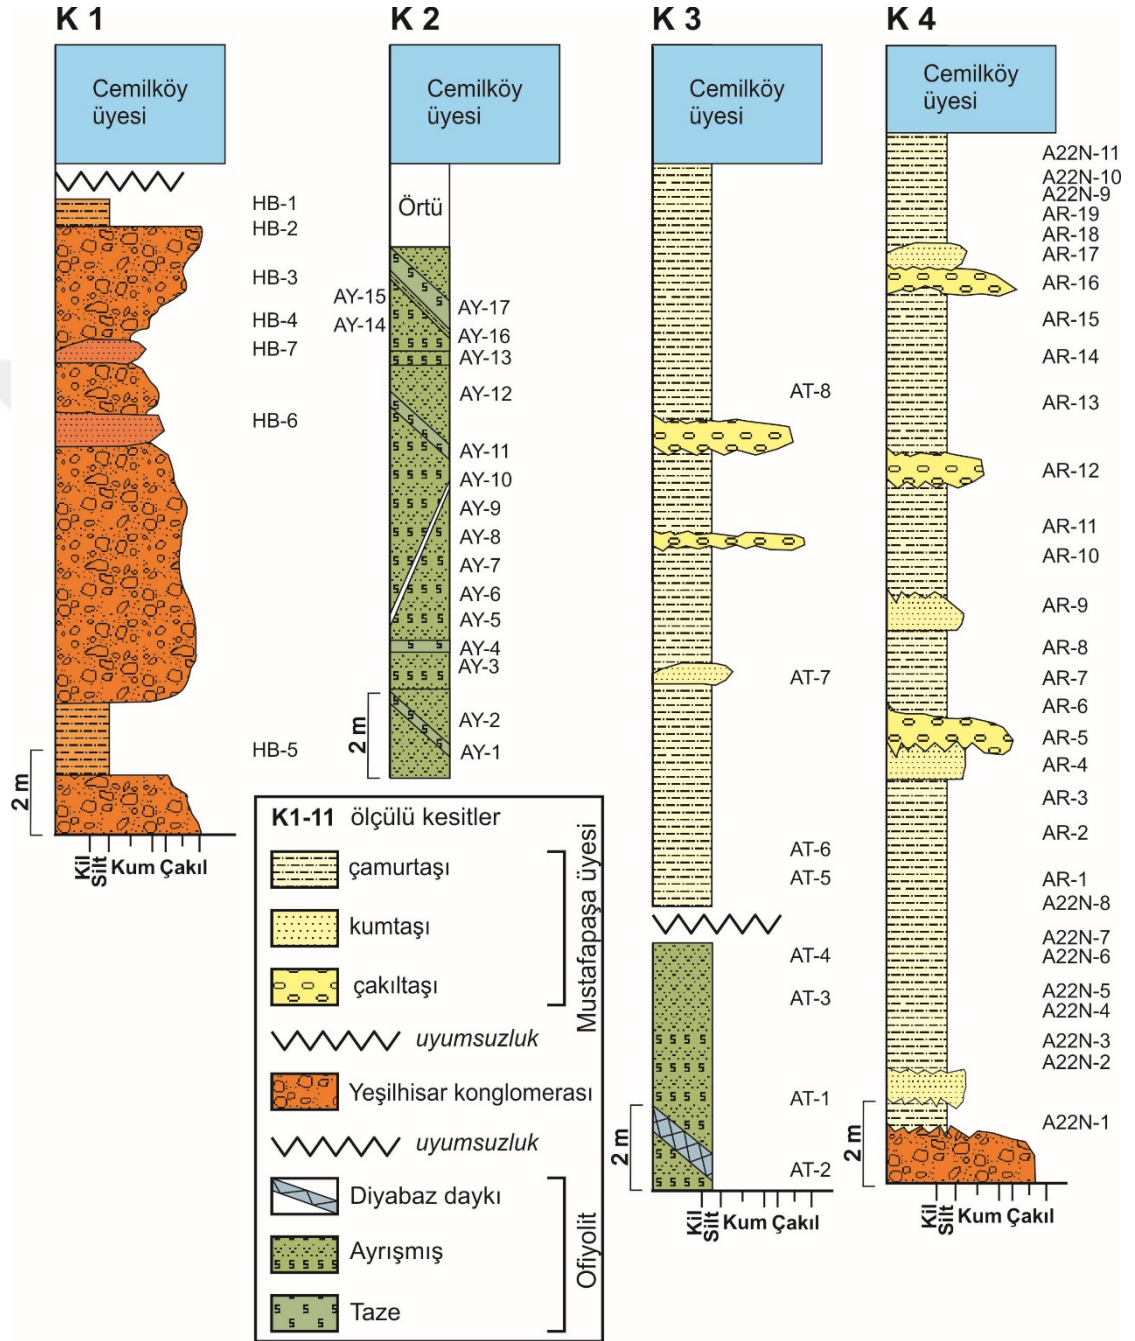 K 1
Cemilköy
üyesi
HB-1
HB-2
HB-3
HB-4
HB-7
HB-6
HB-5
2 m
Kil
Silt
Kum Çakıl
K 2
Cemilköy
üyesi
Örtü
AY-15
AY-14
AY-17
AY-16
AY-13
AY-12
AY-11
AY-10
AY-9
AY-8
AY-7
AY-6
AY-5
AY-4
AY-3
AY-2
AY-1
2 m
K 3
Cemilköy
üyesi
AT-8
AT-7
AT-6
AT-5
AT-4
AT-3
AT-1
AT-2
2 m
Kil
Silt
Kum Çakıl
K 4
Cemilköy
üyesi
A22N-11
A22N-10
A22N-9
AR-19
AR-18
AR-17
AR-16
AR-15
AR-14
AR-13
AR-12
AR-11
AR-10
AR-9
AR-8
AR-7
AR-6
AR-5
AR-4
AR-3
AR-2
AR-1
A22N-8
A22N-7
A22N-6
A22N-5
A22N-4
A22N-3
A22N-2
A22N-1
2 m
Kil
Silt
Kum Çakıl
K1-11 ölçülü kesitler
çamurtaşı
kumtaşı
çakıltaşı
Mustafapaşa üyesi
uyumsuzluk
Yeşilhisar konglomerası
uyumsuzluk
Diyabaz daykı
Ayrışmış
Taze
Ofiyolit